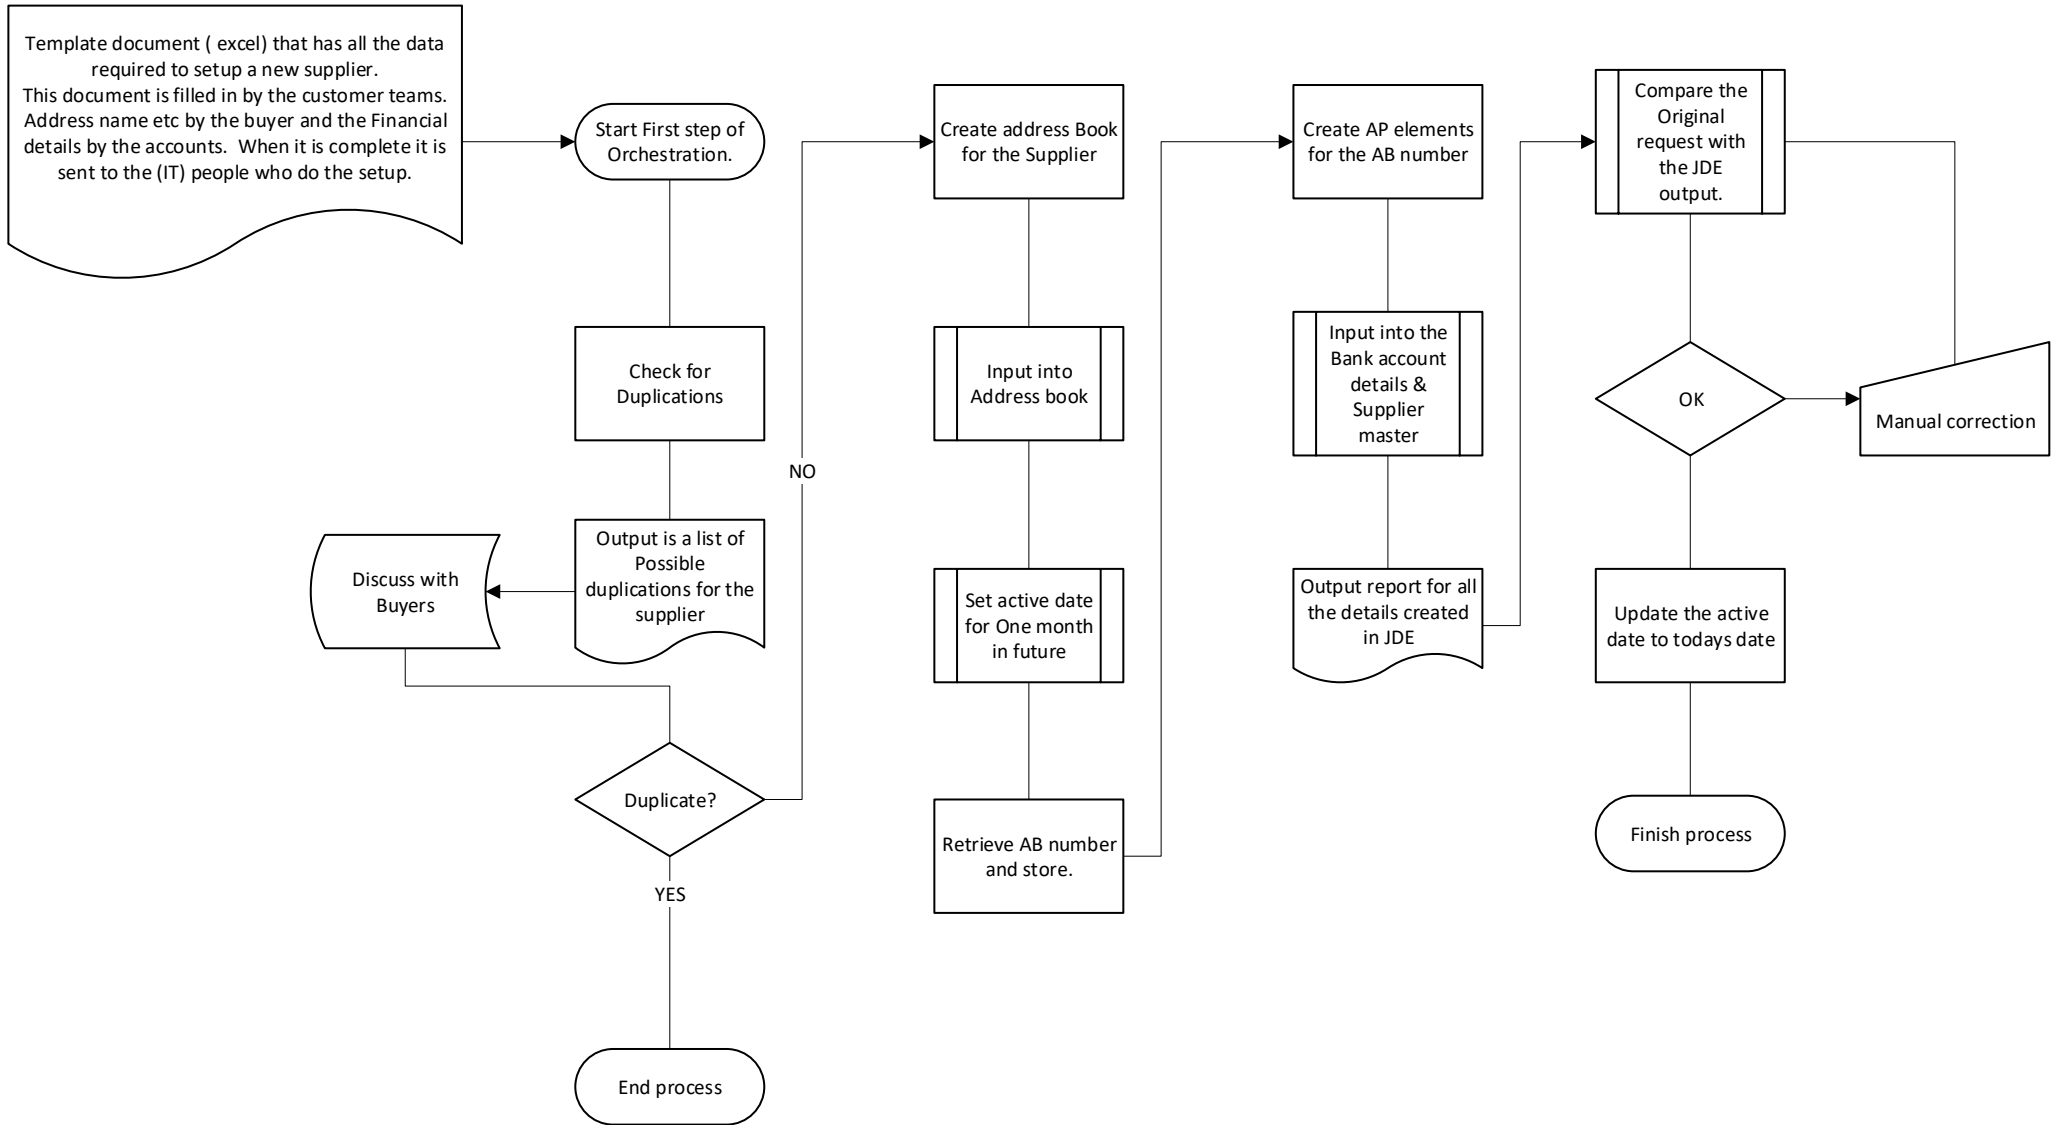 Template document ( excel) that has all the data
required to setup a new supplier.
This document is filled in by the customer teams.
Address name etc by the buyer and the Financial
details by the accounts.  When it is complete it is
sent to the (IT) people who do the setup.
Start First step of
Orchestration.
Check for
Duplications
Output is a list of
Possible
duplications for the
supplier
Discuss with
Buyers
Duplicate?
YES
End process
NO
Create address Book
for the Supplier
Input into
Address book
Set active date
for One month
in future
Retrieve AB number
and store.
Create AP elements
for the AB number
Input into the
Bank account
details &
Supplier
master
Output report for all
the details created
in JDE
Compare the
Original
request with
the JDE
output.
OK
Manual correction
Update the active
date to todays date
Finish process